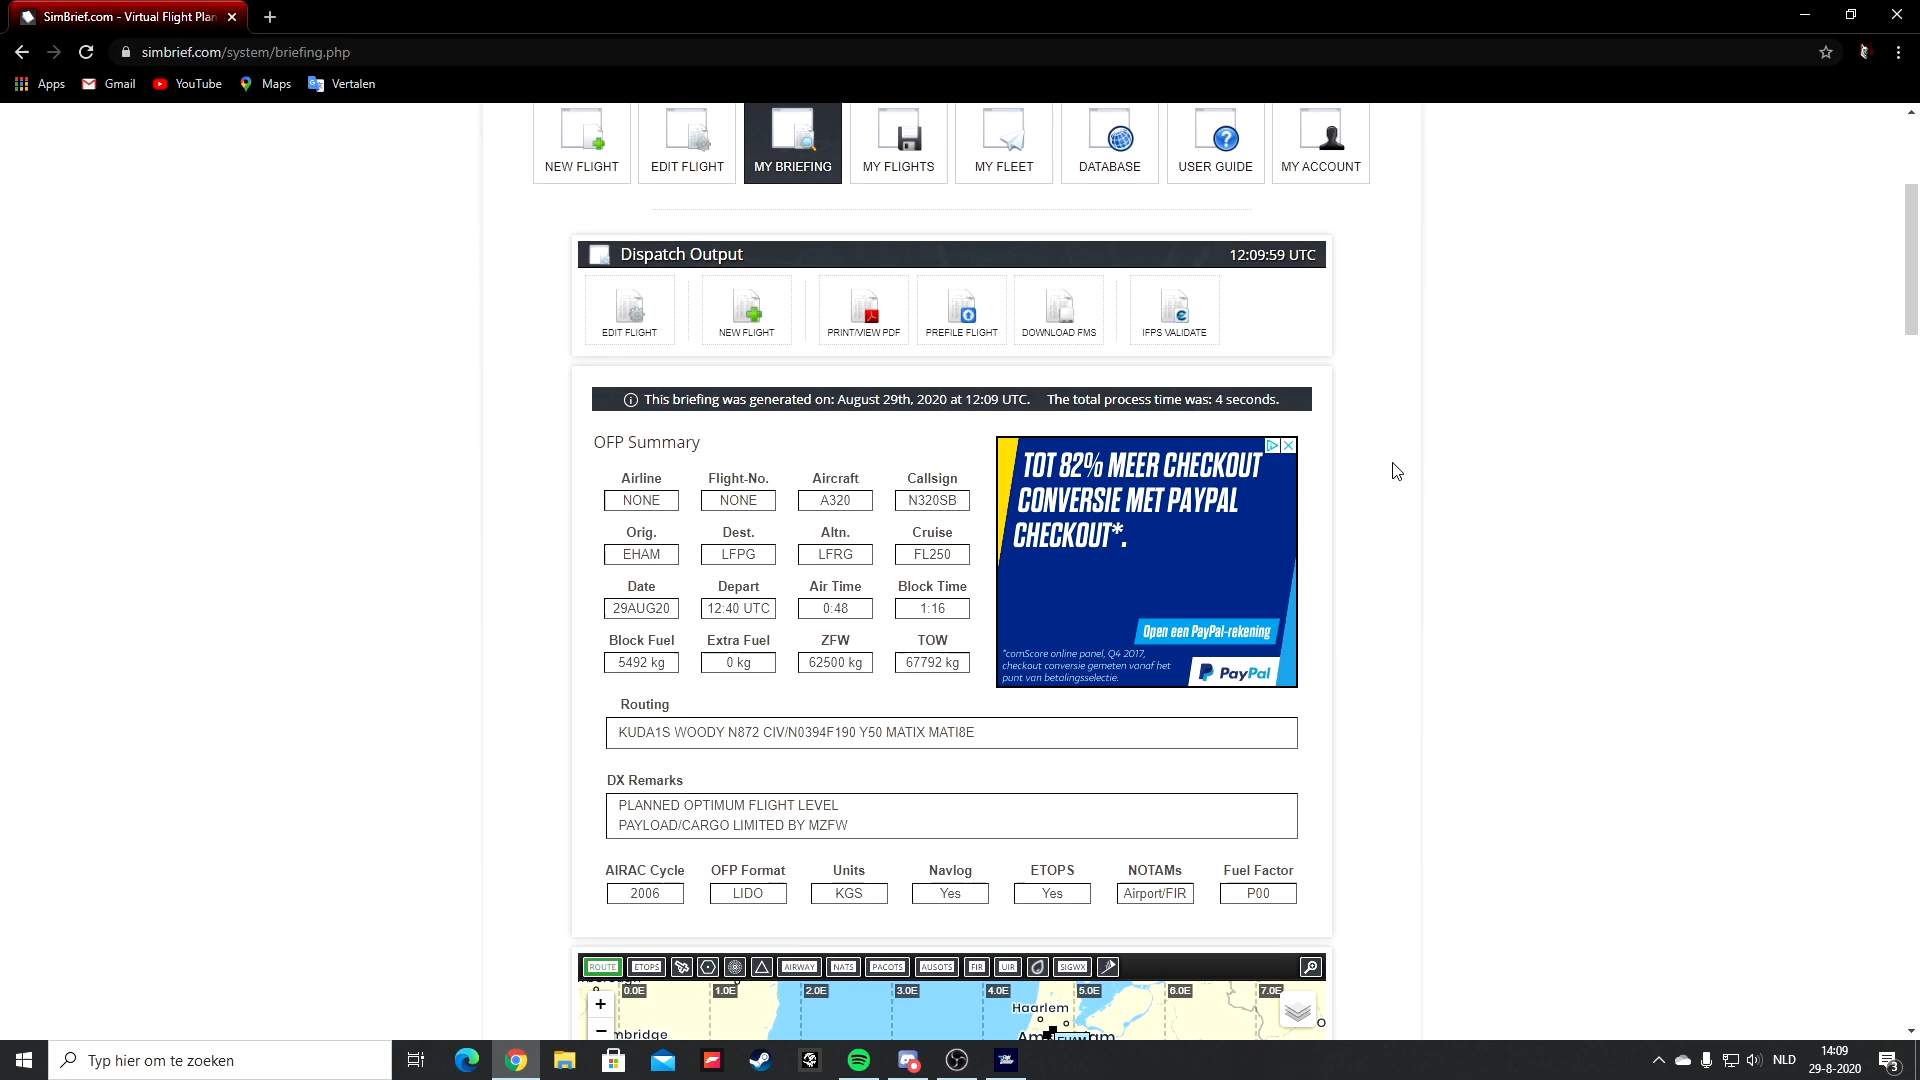 SimBrief.com - Virtual Flight Plan
simbrief.com/system/briefing.php
Apps
Gmail
YouTube
Maps
Vertalen
NEW FLIGHT
EDIT FLIGHT
MY BRIEFING
MY FLIGHTS
MY FLEET
DATABASE
USER GUIDE
MY ACCOUNT
Dispatch Output
12:09:59 UTC
EDIT FLIGHT
NEW FLIGHT
PRINT/VIEW PDF
PREFILE FLIGHT
DOWNLOAD FMS
IFPS VALIDATE
This briefing was generated on: August 29th, 2020 at 12:09 UTC. The total process time was: 4 seconds.
OFP Summary
Airline Flight-No. Aircraft Callsign
NONE NONE A320 N320SB
Orig. Dest. Altn. Cruise
EHAM LFPG LFRG FL250
Date Depart Air Time Block Time
29AUG20 12:40 UTC 0:48 1:16
Block Fuel Extra Fuel ZFW TOW
5492 kg 0 kg 62500 kg 67792 kg
TOT 82% MEER CHECKOUT
CONVERSIE MET PAYPAL
CHECKOUT*.
Open een PayPal-rekening
*comScore online panel, Q4 2017,
checkout conversie gemeten vanaf het
punt van betalingsselectie.
PayPal
Routing
KUDA1S WOODY N872 CIV/N0394F190 Y50 MATIX MATI8E
DX Remarks
PLANNED OPTIMUM FLIGHT LEVEL
PAYLOAD/CARGO LIMITED BY MZFW
AIRAC Cycle OFP Format Units Navlog ETOPS NOTAMs Fuel Factor
2006 LIDO KGS Yes Yes Airport/FIR P00
ROUTE ETOPS AIRWAY NATS PACOTS AUSOTS FIR UIR SIGWX
0.0E 1.0E 2.0E 3.0E 4.0E 5.0E 6.0E 7.0E
+
Haarlem
−
mbridge
EHAM
Typ hier om te zoeken
NLD
14:09
29-8-2020
3